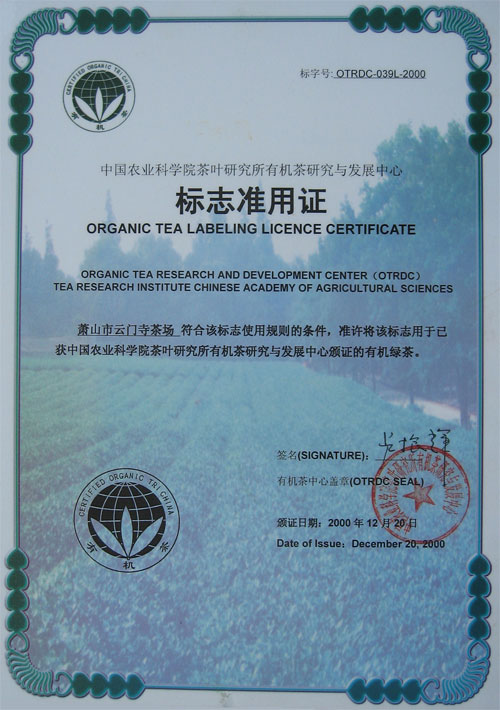 CERTIFIED ORGANIC TRI CHINA
有机茶
标字号: OTRDC-039L-2000
中国农业科学院茶叶研究所有机茶研究与发展中心
标志准用证
ORGANIC TEA LABELING LICENCE CERTIFICATE
ORGANIC TEA RESEARCH AND DEVELOPMENT CENTER（OTRDC）
TEA RESEARCH INSTITUTE CHINESE ACADEMY OF AGRICULTURAL SCIENCES
萧山市云门寺茶场 符合该标志使用规则的条件，准许将该标志用于已
获中国农业科学院茶叶研究所有机茶研究与发展中心颁证的有机绿茶。
签名(SIGNATURE):
有机茶中心盖章(OTRDC SEAL)
颁证日期：2000 年 12 月 20 日
Date of Issue：December 20, 2000
CERTIFIED ORGANIC TRI CHINA
有机茶